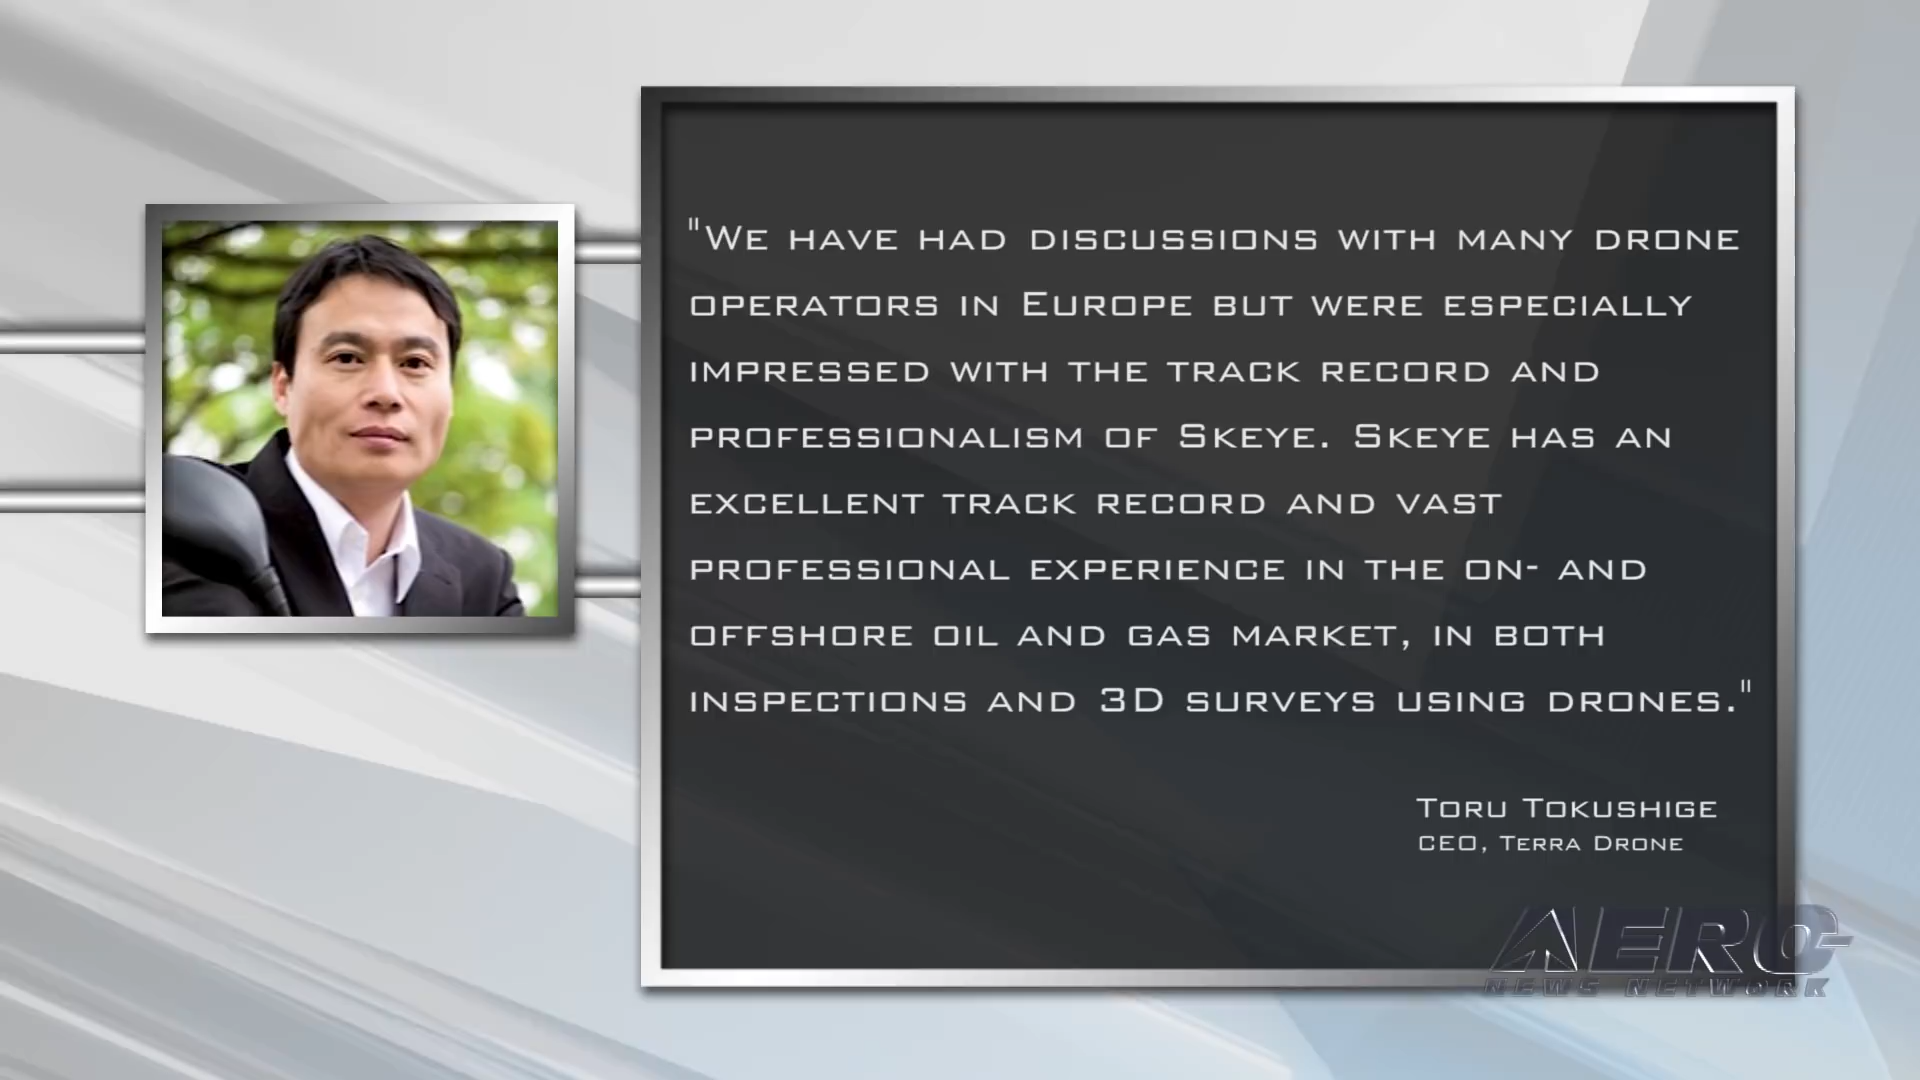 "We have had discussions with many drone
operators in Europe but were especially
impressed with the track record and
professionalism of Skeye. Skeye has an
excellent track record and vast
professional experience in the on- and
offshore oil and gas market, in both
inspections and 3D surveys using drones."
Toru Tokushige
CEO, Terra Drone
AERO-
NEWS NETWORK